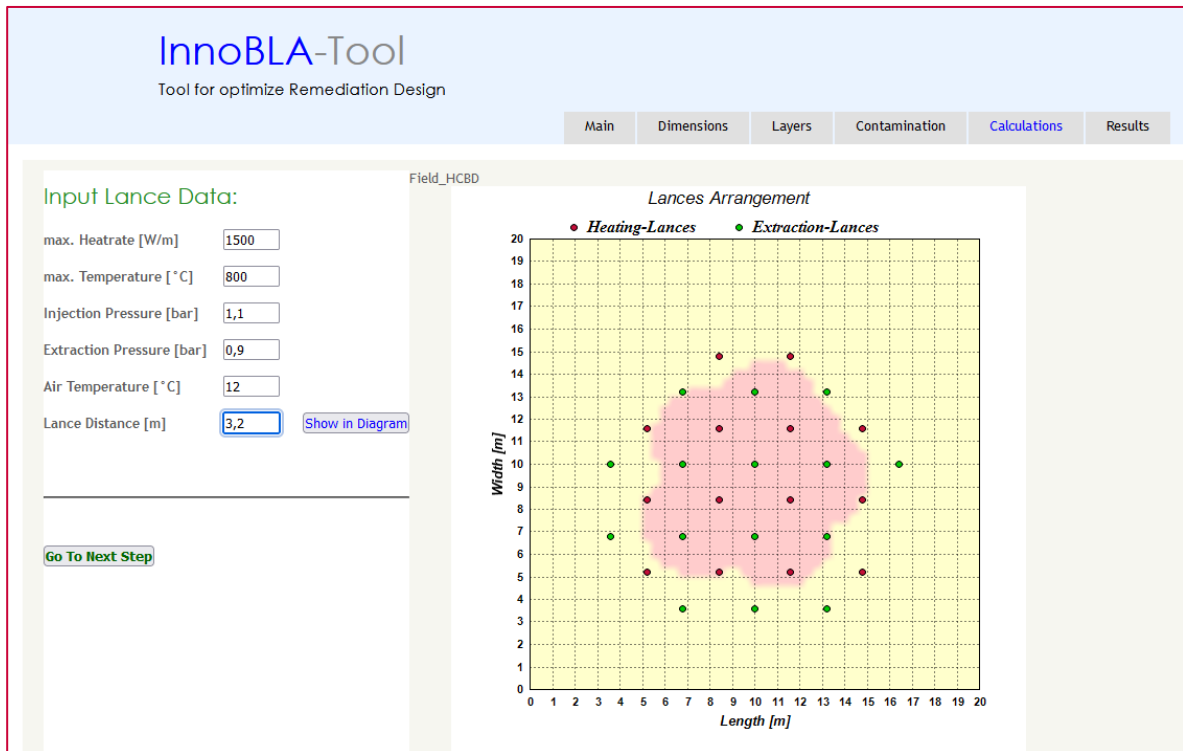 InnoBLA-Tool
Tool for optimize Remediation Design
Main Dimensions Layers Contamination Calculations Results
Input Lance Data:
max. Heatrate [W/m] 1500
max. Temperature [°C] 800
Injection Pressure [bar] 1,1
Extraction Pressure [bar] 0,9
Air Temperature [°C] 12
Lance Distance [m] 3,2 Show in Diagram
Go To Next Step
Field_HCBD
Lances Arrangement
Heating-Lances Extraction-Lances
20
19
18
17
16
15
14
13
12
11
10
9
8
7
6
5
4
3
2
1
0
Width [m]
0 1 2 3 4 5 6 7 8 9 10 11 12 13 14 15 16 17 18 19 20
Length [m]